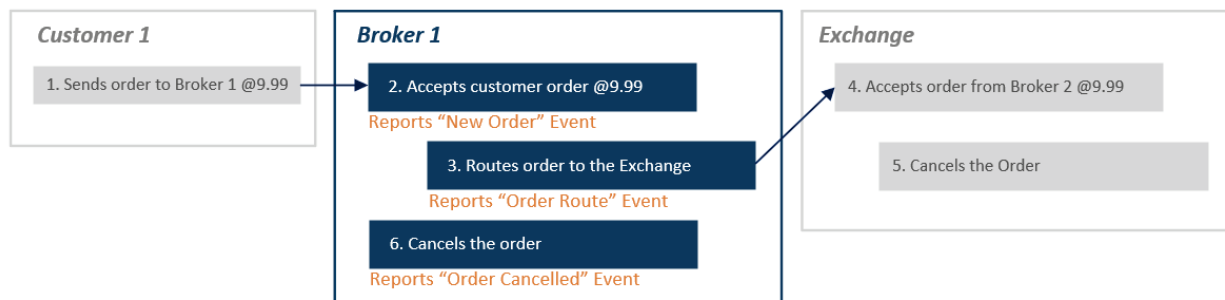 Customer 1
1. Sends order to Broker 1 @9.99
Broker 1
2. Accepts customer order @9.99
Reports “New Order” Event
3. Routes order to the Exchange
Reports “Order Route” Event
6. Cancels the order
Reports “Order Cancelled” Event
Exchange
4. Accepts order from Broker 2 @9.99
5. Cancels the Order